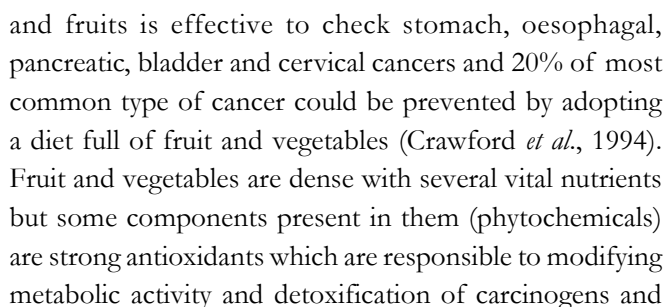 and fruits is effective to check stomach, oesophagal,
pancreatic, bladder and cervical cancers and 20% of most
common type of cancer could be prevented by adopting
a diet full of fruit and vegetables (Crawford et al., 1994).
Fruit and vegetables are dense with several vital nutrients
but some components present in them (phytochemicals)
are strong antioxidants which are responsible to modifying
metabolic activity and detoxification of carcinogens and